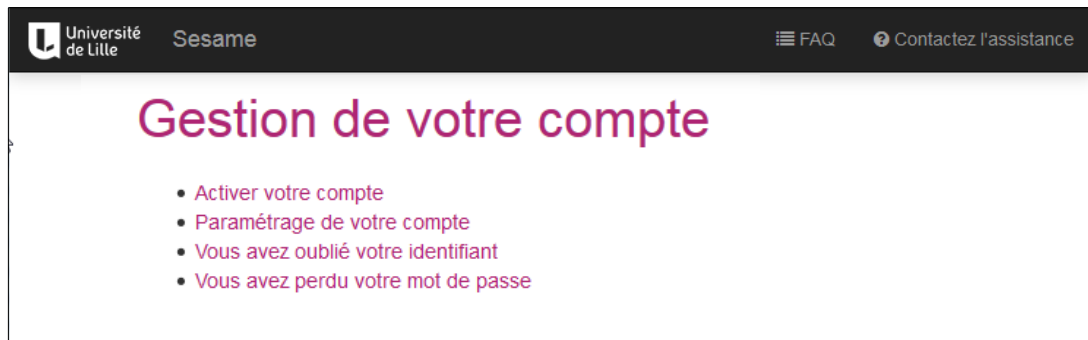 Université
de Lille
Sesame
FAQ
Contactez l'assistance
Gestion de votre compte
Activer votre compte
Paramétrage de votre compte
Vous avez oublié votre identifiant
Vous avez perdu votre mot de passe